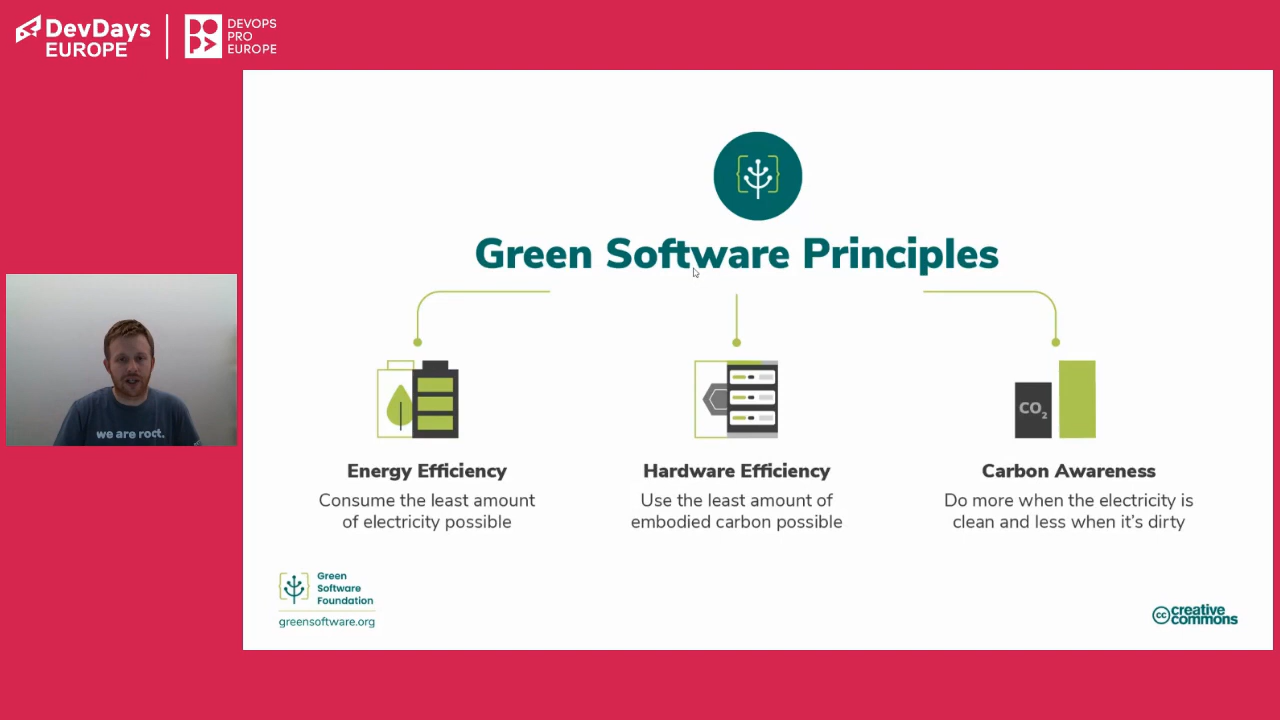 DevDays
EUROPE
DEVOPS
PRO
EUROPE
Green Software Principles
CO2
Energy Efficiency
Consume the least amount
of electricity possible
Hardware Efficiency
Use the least amount of
embodied carbon possible
Carbon Awareness
Do more when the electricity is
clean and less when it's dirty
we are root.
Green
Software
Foundation
greensoftware.org
cc creative
commons